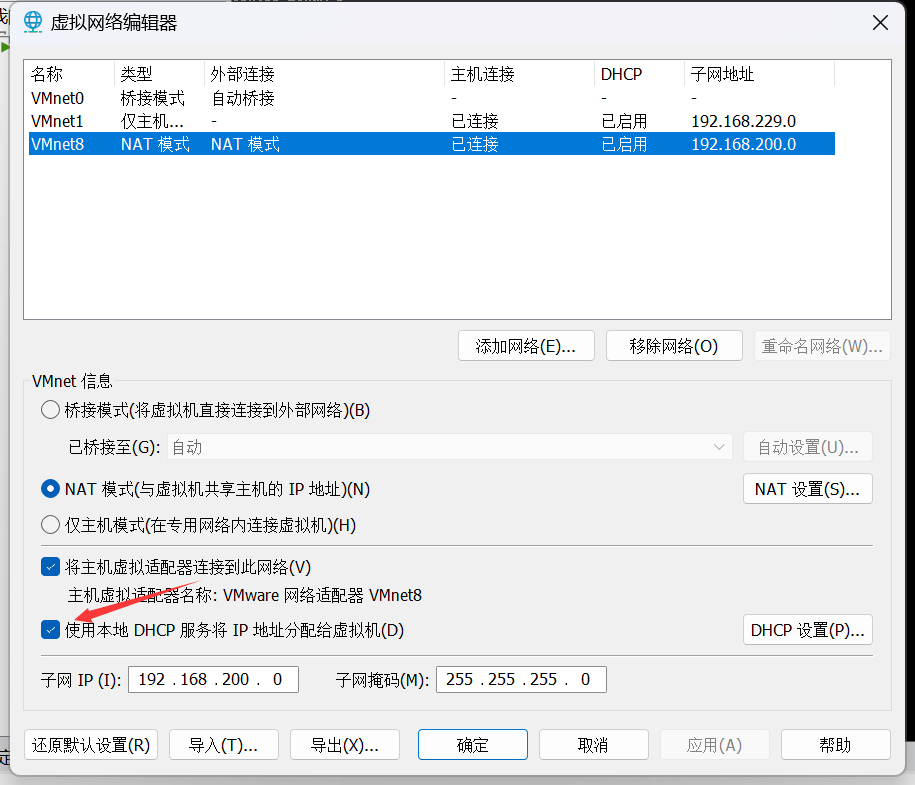 虚拟网络编辑器
名称 类型 外部连接 主机连接 DHCP 子网地址
VMnet0 桥接模式 自动桥接 - - -
VMnet1 仅主机... - 已连接 已启用 192.168.229.0
VMnet8 NAT 模式 NAT 模式 已连接 已启用 192.168.200.0
添加网络(E)... 移除网络(O) 重命名网络(W)...
VMnet 信息
桥接模式(将虚拟机直接连接到外部网络)(B)
已桥接至(G): 自动 自动设置(U)...
NAT 模式(与虚拟机共享主机的 IP 地址)(N) NAT 设置(S)...
仅主机模式(在专用网络内连接虚拟机)(H)
将主机虚拟适配器连接到此网络(V)
主机虚拟适配器名称: VMware 网络适配器 VMnet8
使用本地 DHCP 服务将 IP 地址分配给虚拟机(D) DHCP 设置(P)...
子网 IP (I): 192 . 168 . 200 . 0 子网掩码(M): 255 . 255 . 255 . 0
还原默认设置(R) 导入(T)... 导出(X)... 确定 取消 应用(A) 帮助